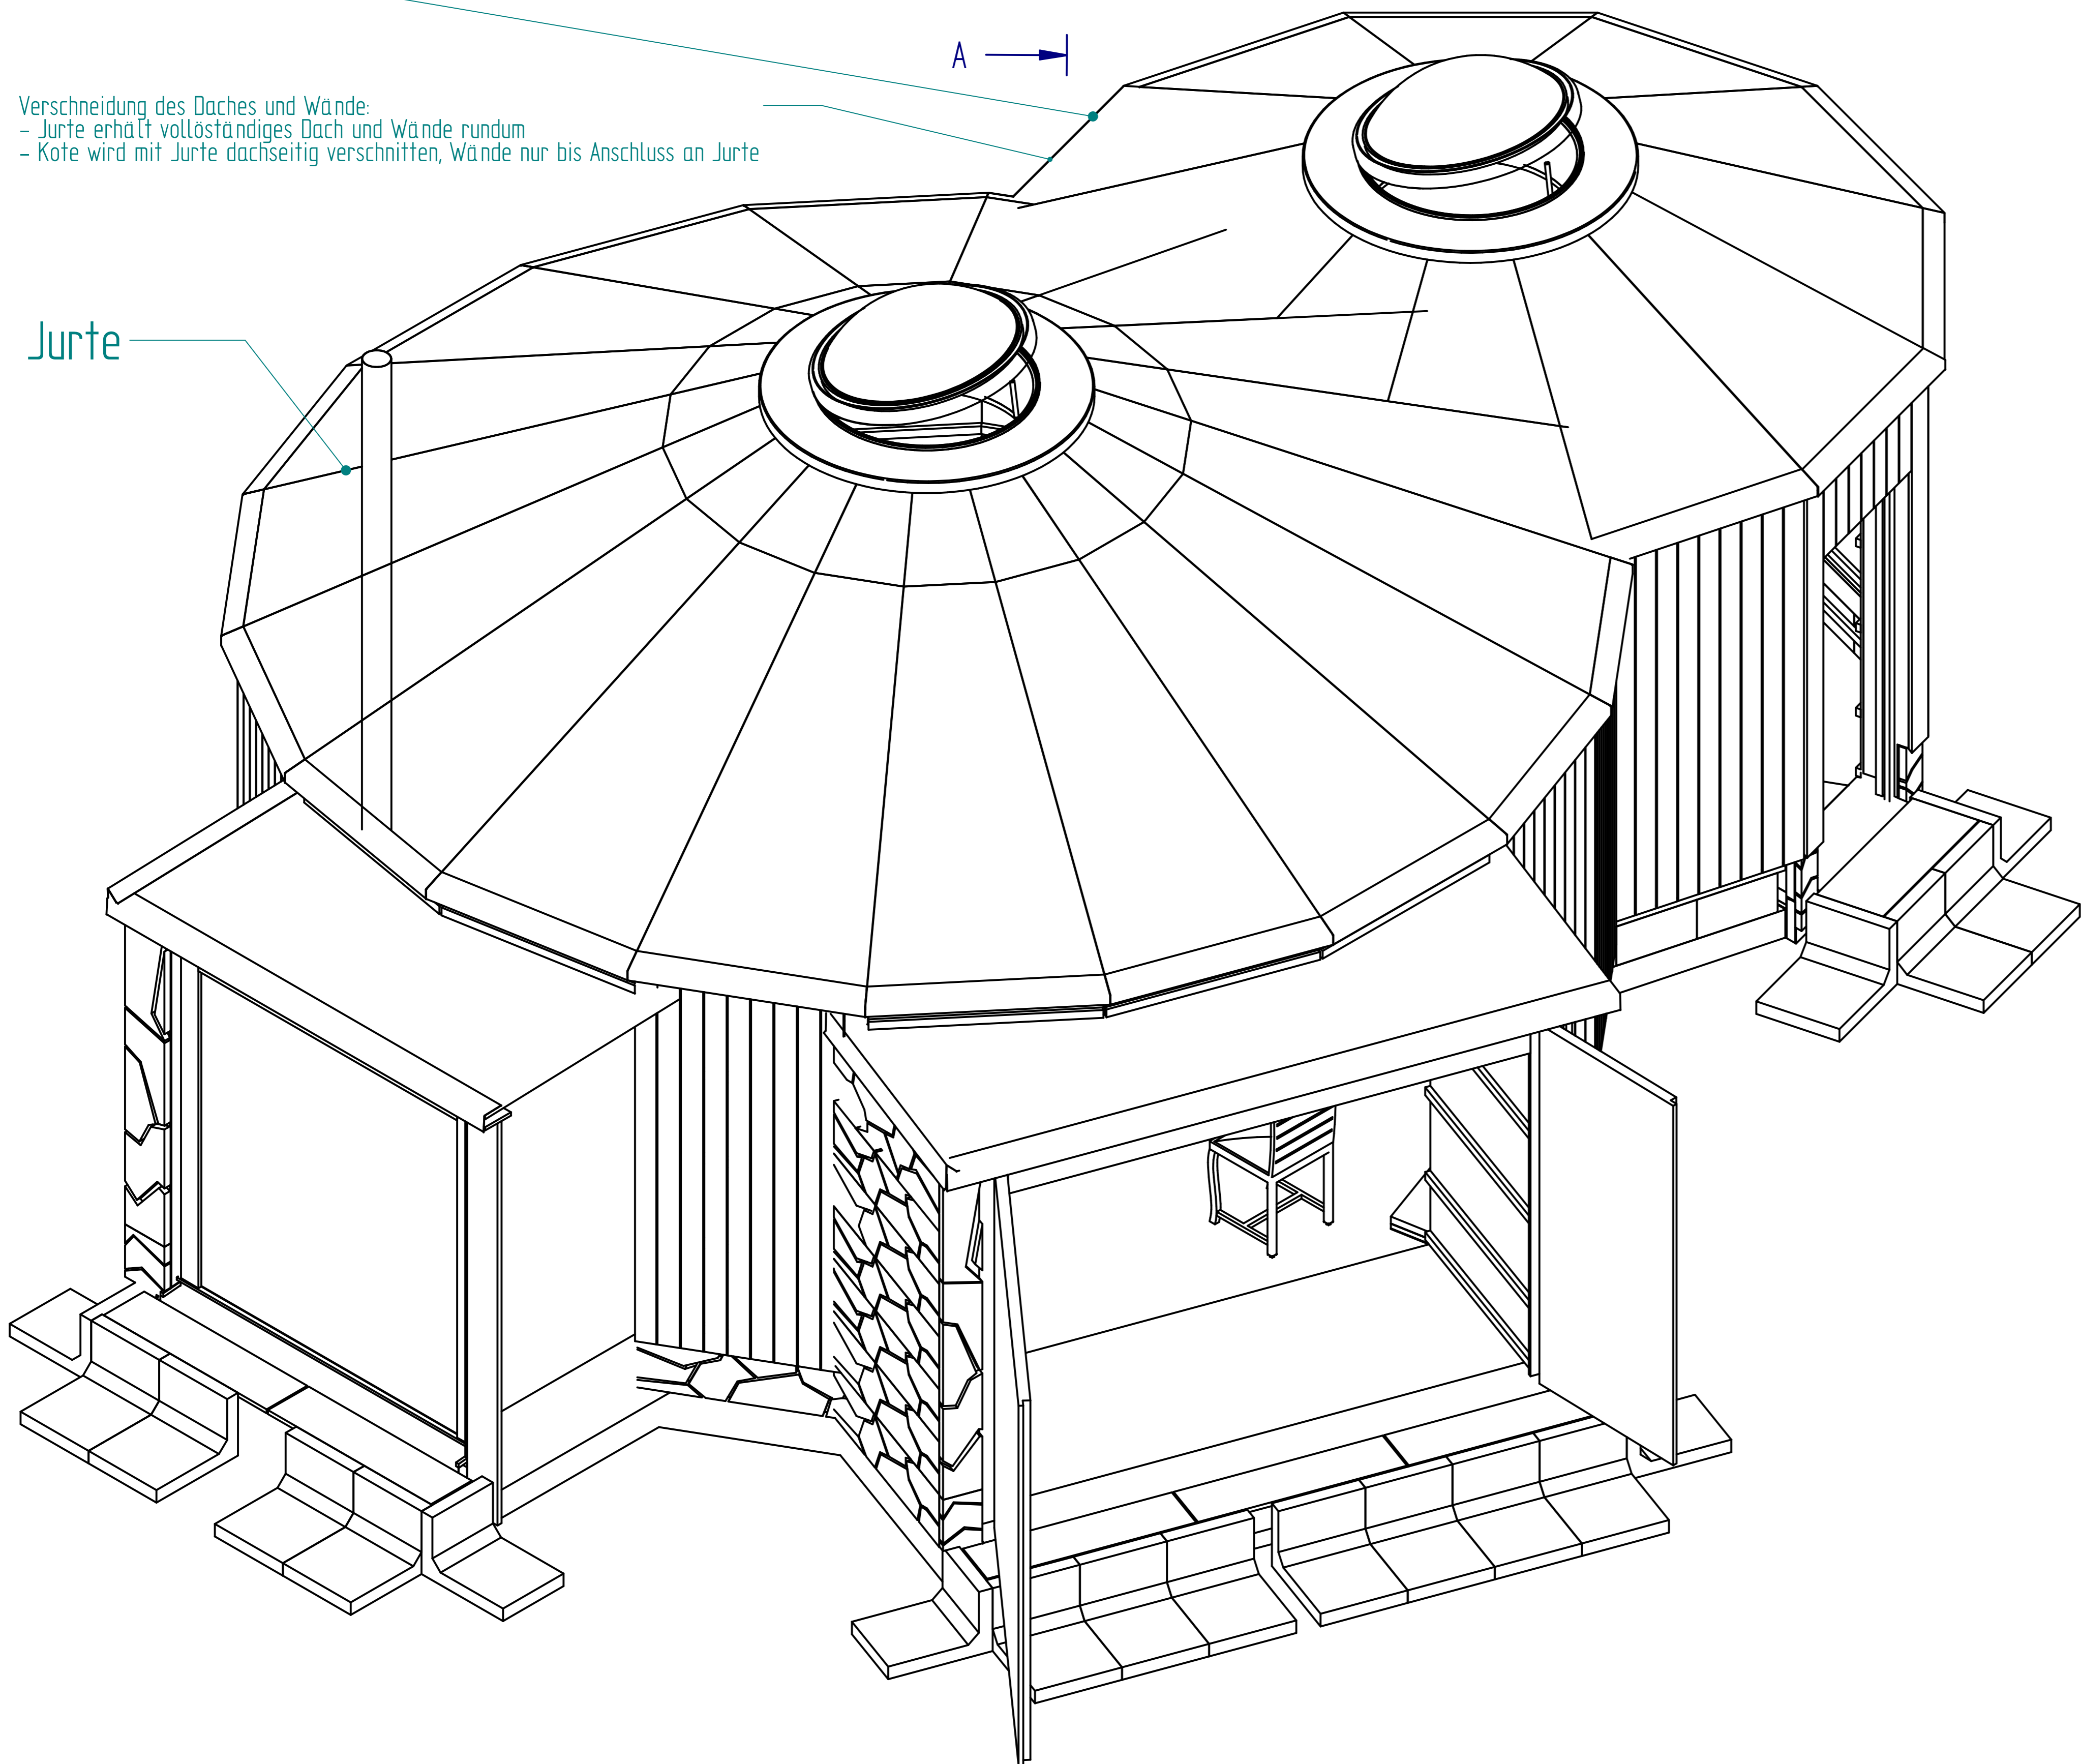 A
Verschneidung des Daches und Wände:
- Jurte erhält vollöständiges Dach und Wände rundum
- Kote wird mit Jurte dachseitig verschnitten, Wände nur bis Anschluss an Jurte
Jurte